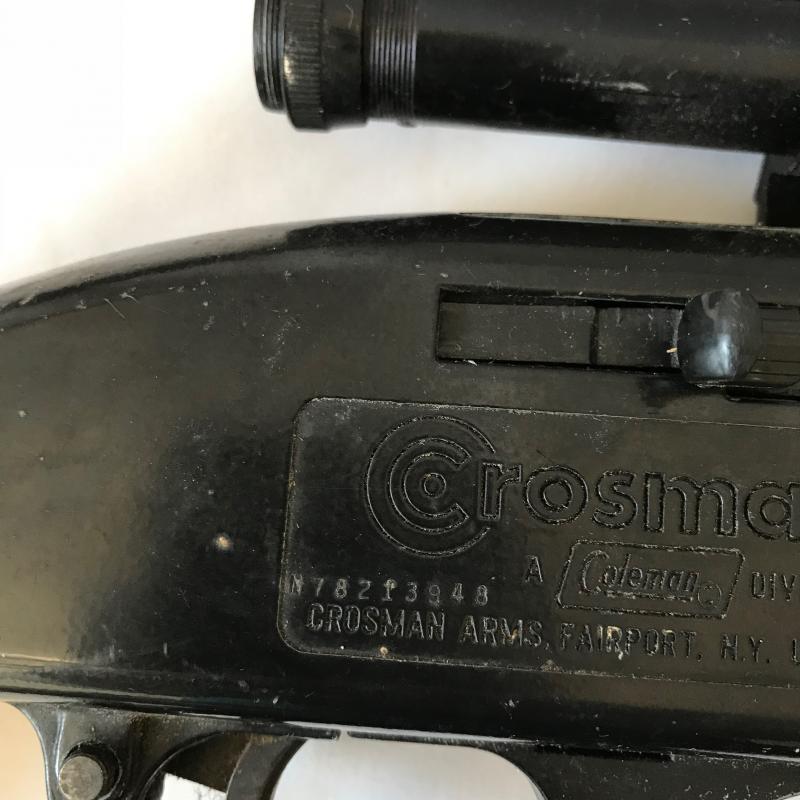 Crosma
A Coleman DIV
N78213948
CROSMAN ARMS, FAIRPORT, N.Y. U